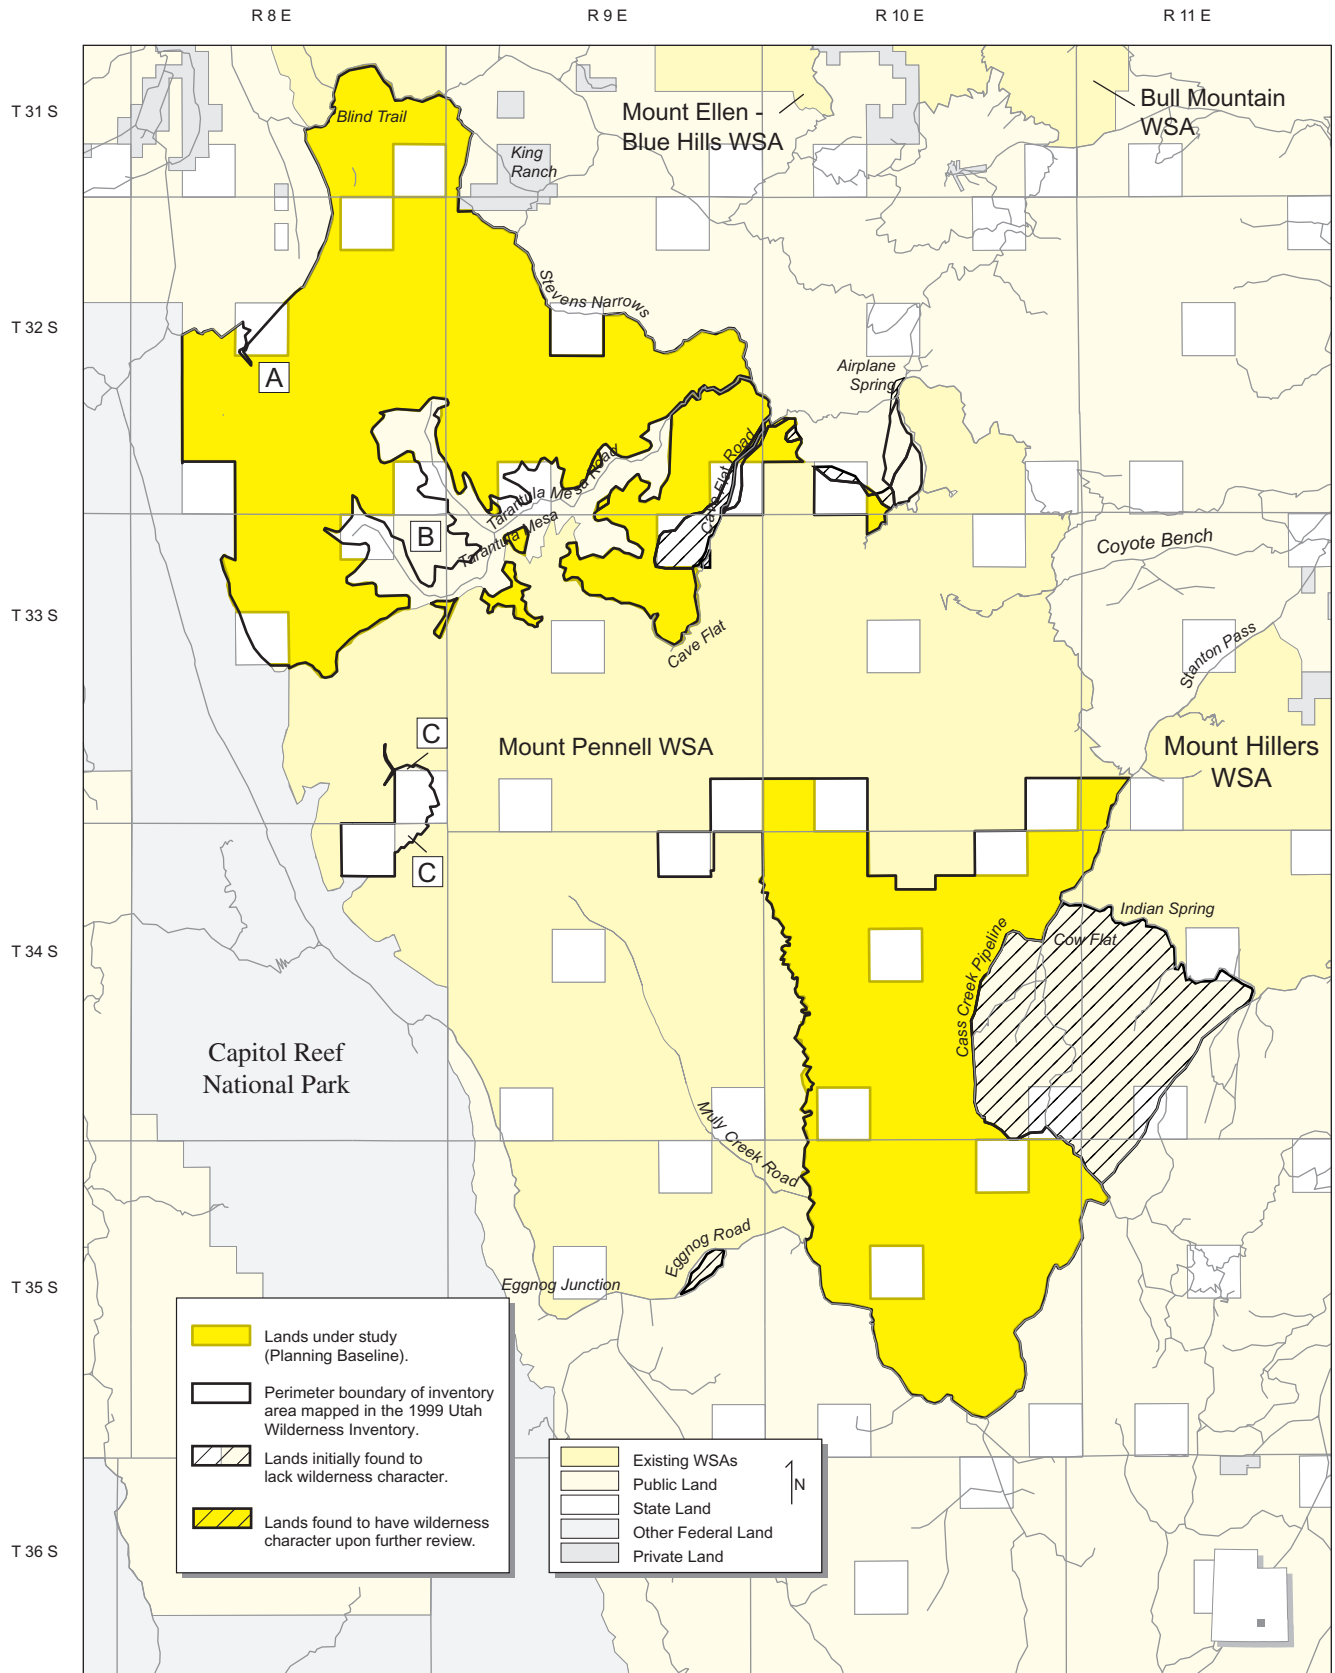 R 8 E
R 9 E
R 10 E
R 11 E
T 31 S
T 32 S
T 33 S
T 34 S
T 35 S
T 36 S
Blind Trail
King
Ranch
Mount Ellen -
Blue Hills WSA
Bull Mountain
WSA
Stevens Narrows
A
Airplane
Spring
Cave Flat Road
Tarantula Mesa Road
Tarantula Mesa
B
Coyote Bench
Stanton Pass
Cave Flat
C
Mount Pennell WSA
Mount Hillers
WSA
C
Indian Spring
Cow Flat
Cass Creek Pipeline
Capitol Reef
National Park
Muly Creek Road
Eggnog Road
Eggnog Junction
Lands under study
(Planning Baseline).
Perimeter boundary of inventory
area mapped in the 1999 Utah
Wilderness Inventory.
Lands initially found to
lack wilderness character.
Lands found to have wilderness
character upon further review.
Existing WSAs
Public Land
State Land
Other Federal Land
Private Land
N